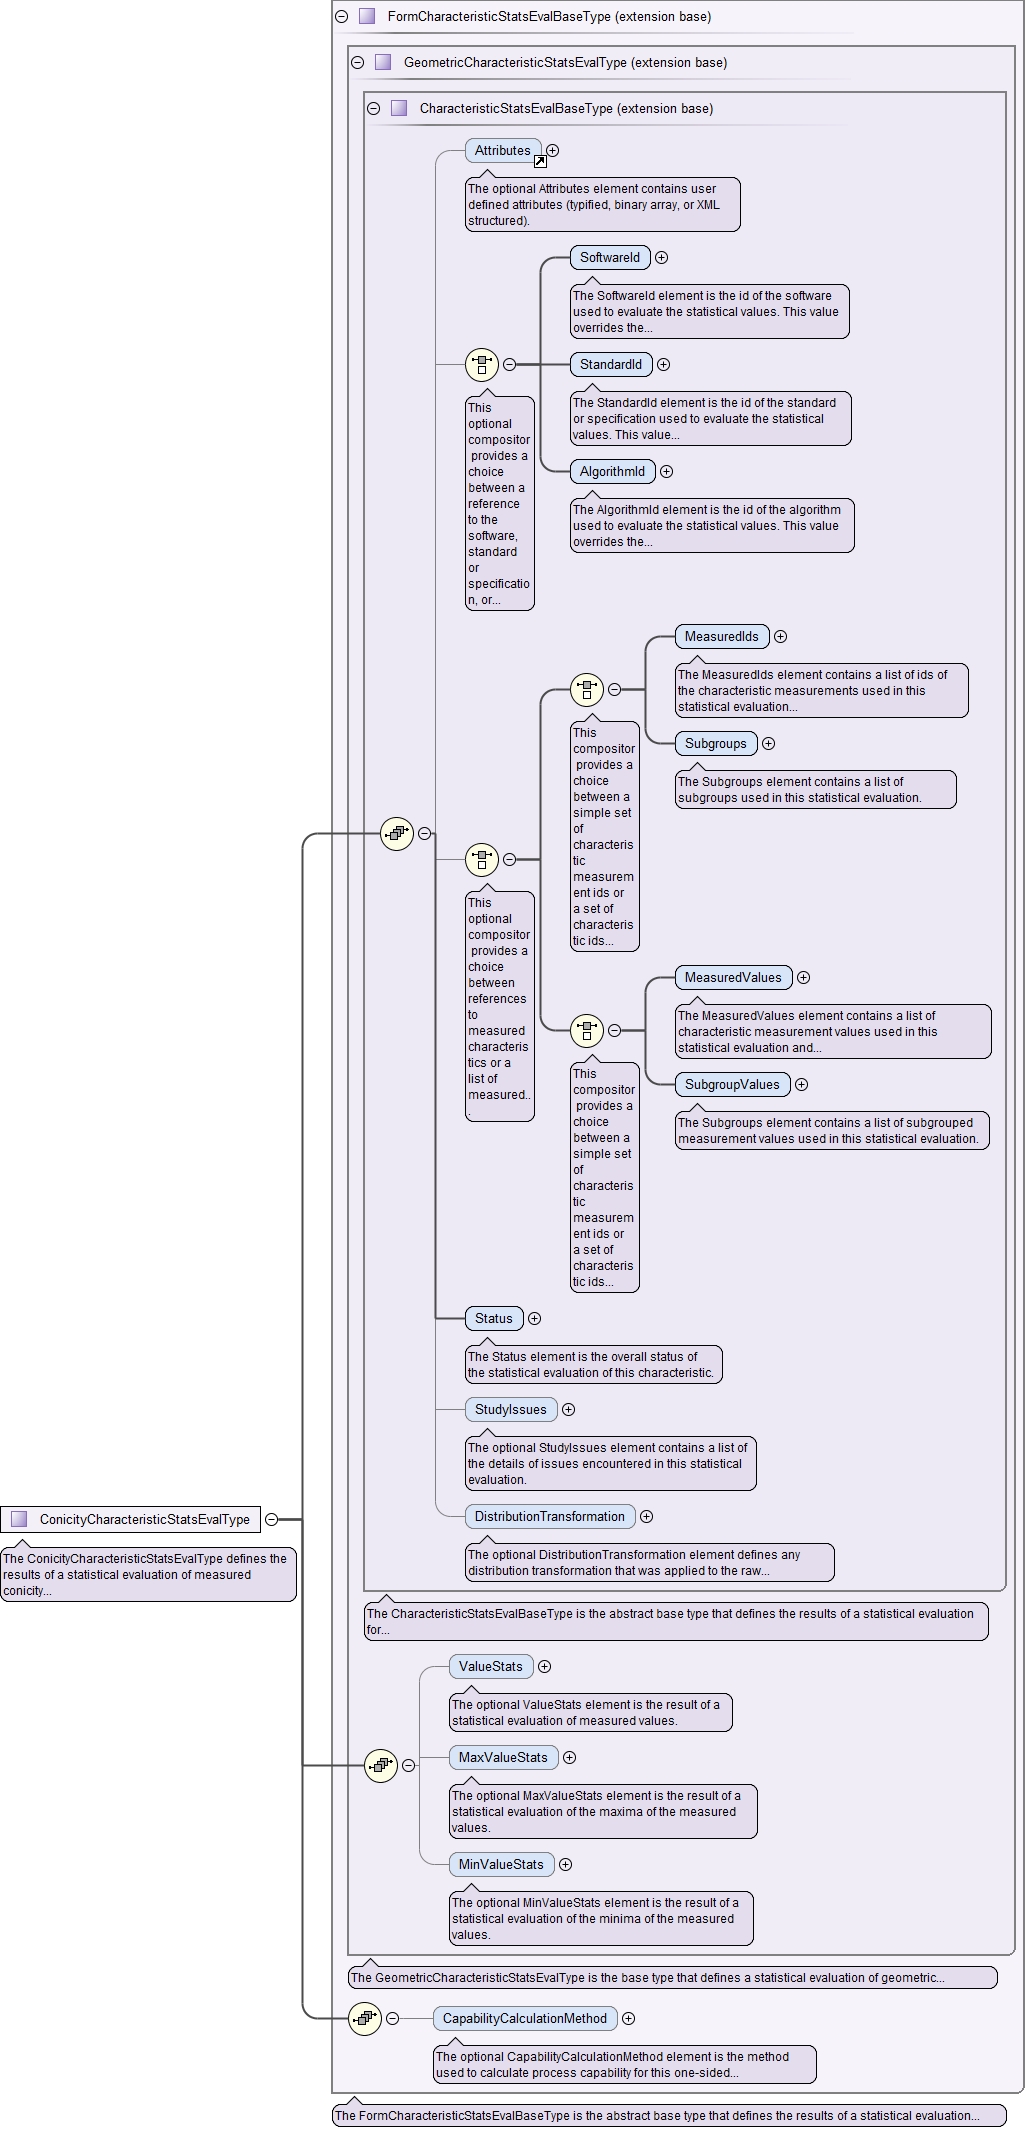 FormCharacteristicStatsEvalBaseType (extension base)
GeometricCharacteristicStatsEvalType (extension base)
CharacteristicStatsEvalBaseType (extension base)
Attributes
The optional Attributes element contains user
defined attributes (typified, binary array, or XML
structured).
SoftwareId
The SoftwareId element is the id of the software
used to evaluate the statistical values. This value
overrides the...
StandardId
The StandardId element is the id of the standard
or specification used to evaluate the statistical
values. This value...
AlgorithmId
The AlgorithmId element is the id of the algorithm
used to evaluate the statistical values. This value
overrides the...
This
optional
compositor
provides a
choice
between a
reference
to the
software,
standard
or
specificatio
n, or...
MeasuredIds
The MeasuredIds element contains a list of ids of
the characteristic measurements used in this
statistical evaluation...
Subgroups
The Subgroups element contains a list of
subgroups used in this statistical evaluation.
This
compositor
provides a
choice
between a
simple set
of
characteris
tic
measurem
ent ids or
a set of
characteris
tic ids...
This
optional
compositor
provides a
choice
between
references
to
measured
characteris
tics or a
list of
measured..
.
MeasuredValues
The MeasuredValues element contains a list of
characteristic measurement values used in this
statistical evaluation and...
SubgroupValues
The Subgroups element contains a list of subgrouped
measurement values used in this statistical evaluation.
This
compositor
provides a
choice
between a
simple set
of
characteris
tic
measurem
ent ids or
a set of
characteris
tic ids...
Status
The Status element is the overall status of
the statistical evaluation of this characteristic.
StudyIssues
The optional StudyIssues element contains a list of
the details of issues encountered in this statistical
evaluation.
DistributionTransformation
The optional DistributionTransformation element defines any
distribution transformation that was applied to the raw...
ConicityCharacteristicStatsEvalType
The ConicityCharacteristicStatsEvalType defines the
results of a statistical evaluation of measured
conicity...
The CharacteristicStatsEvalBaseType is the abstract base type that defines the results of a statistical evaluation
for...
ValueStats
The optional ValueStats element is the result of a
statistical evaluation of measured values.
MaxValueStats
The optional MaxValueStats element is the result of a
statistical evaluation of the maxima of the measured
values.
MinValueStats
The optional MinValueStats element is the result of a
statistical evaluation of the minima of the measured
values.
The GeometricCharacteristicStatsEvalType is the base type that defines a statistical evaluation of geometric...
CapabilityCalculationMethod
The optional CapabilityCalculationMethod element is the method
used to calculate process capability for this one-sided...
The FormCharacteristicStatsEvalBaseType is the abstract base type that defines the results of a statistical evaluation...